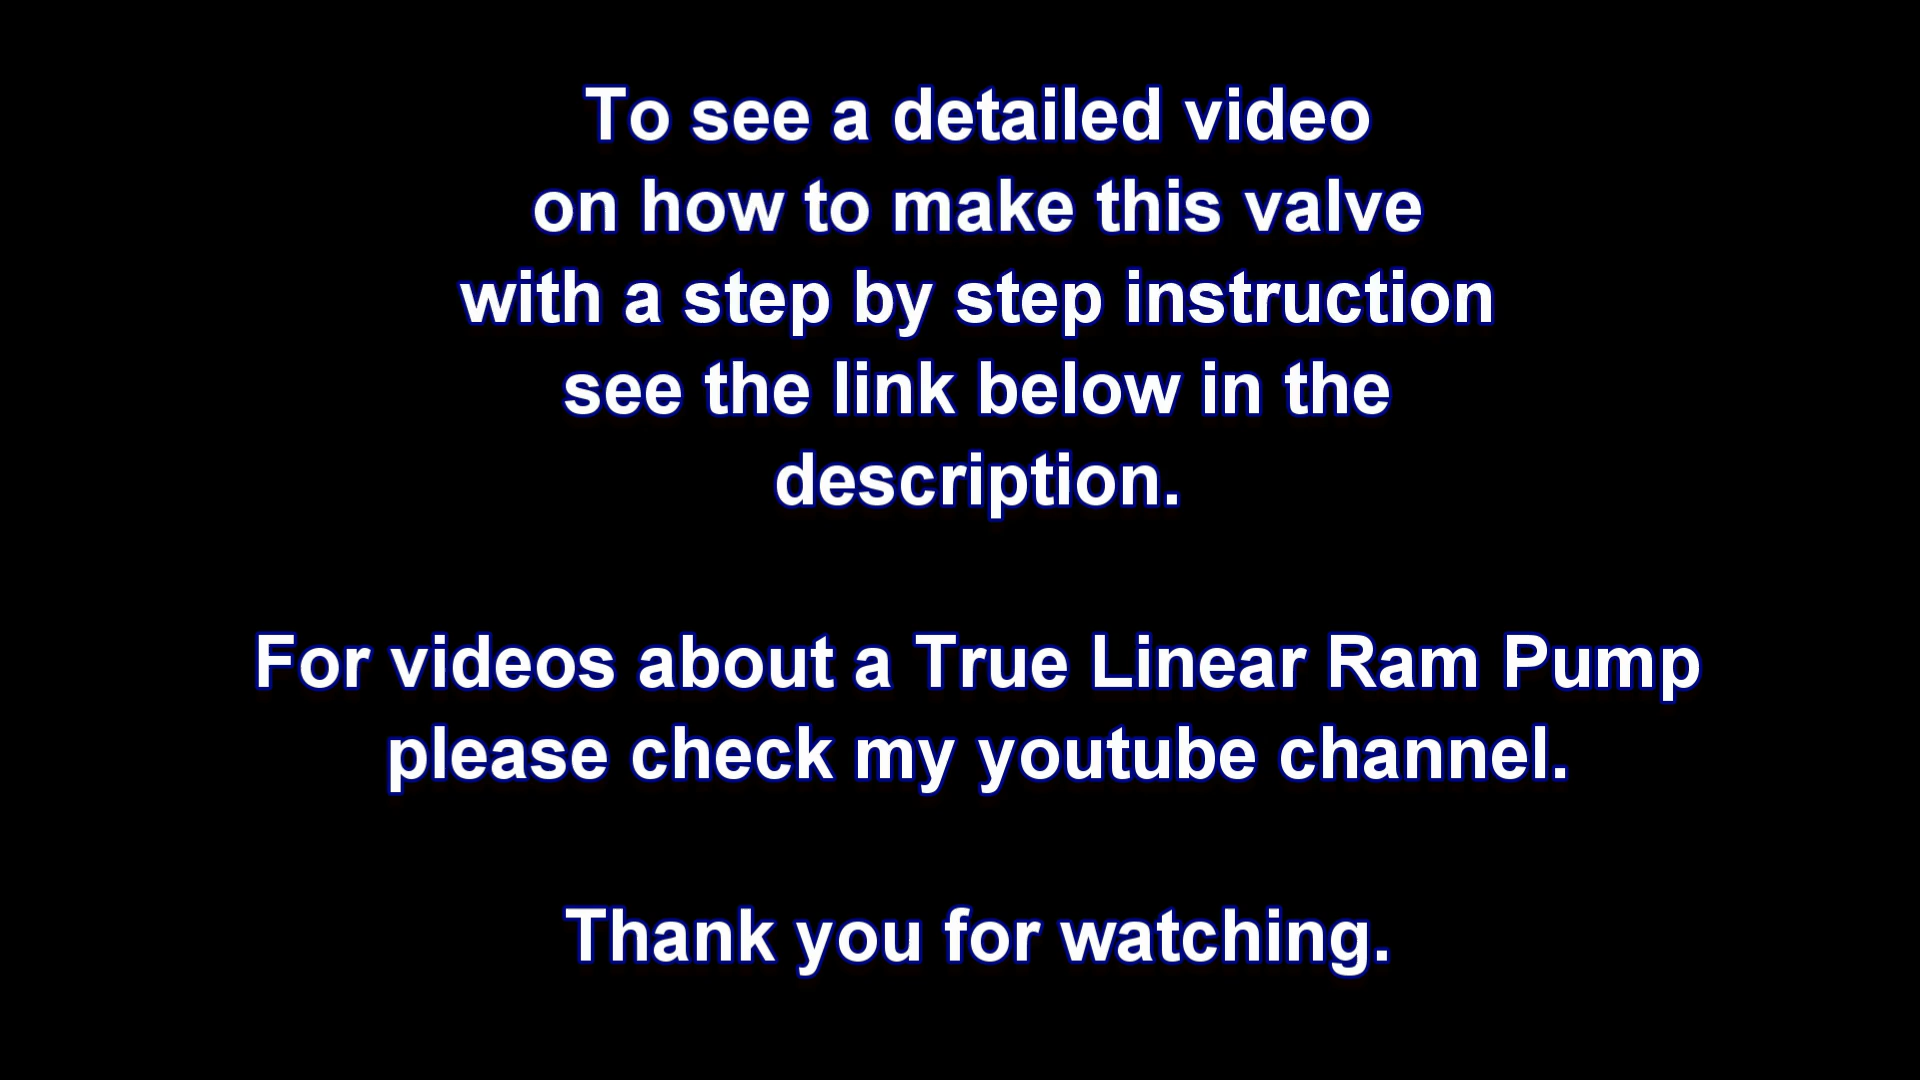 To see a detailed video
on how to make this valve
with a step by step instruction
see the link below in the
description.
For videos about a True Linear Ram Pump
please check my youtube channel.
Thank you for watching.